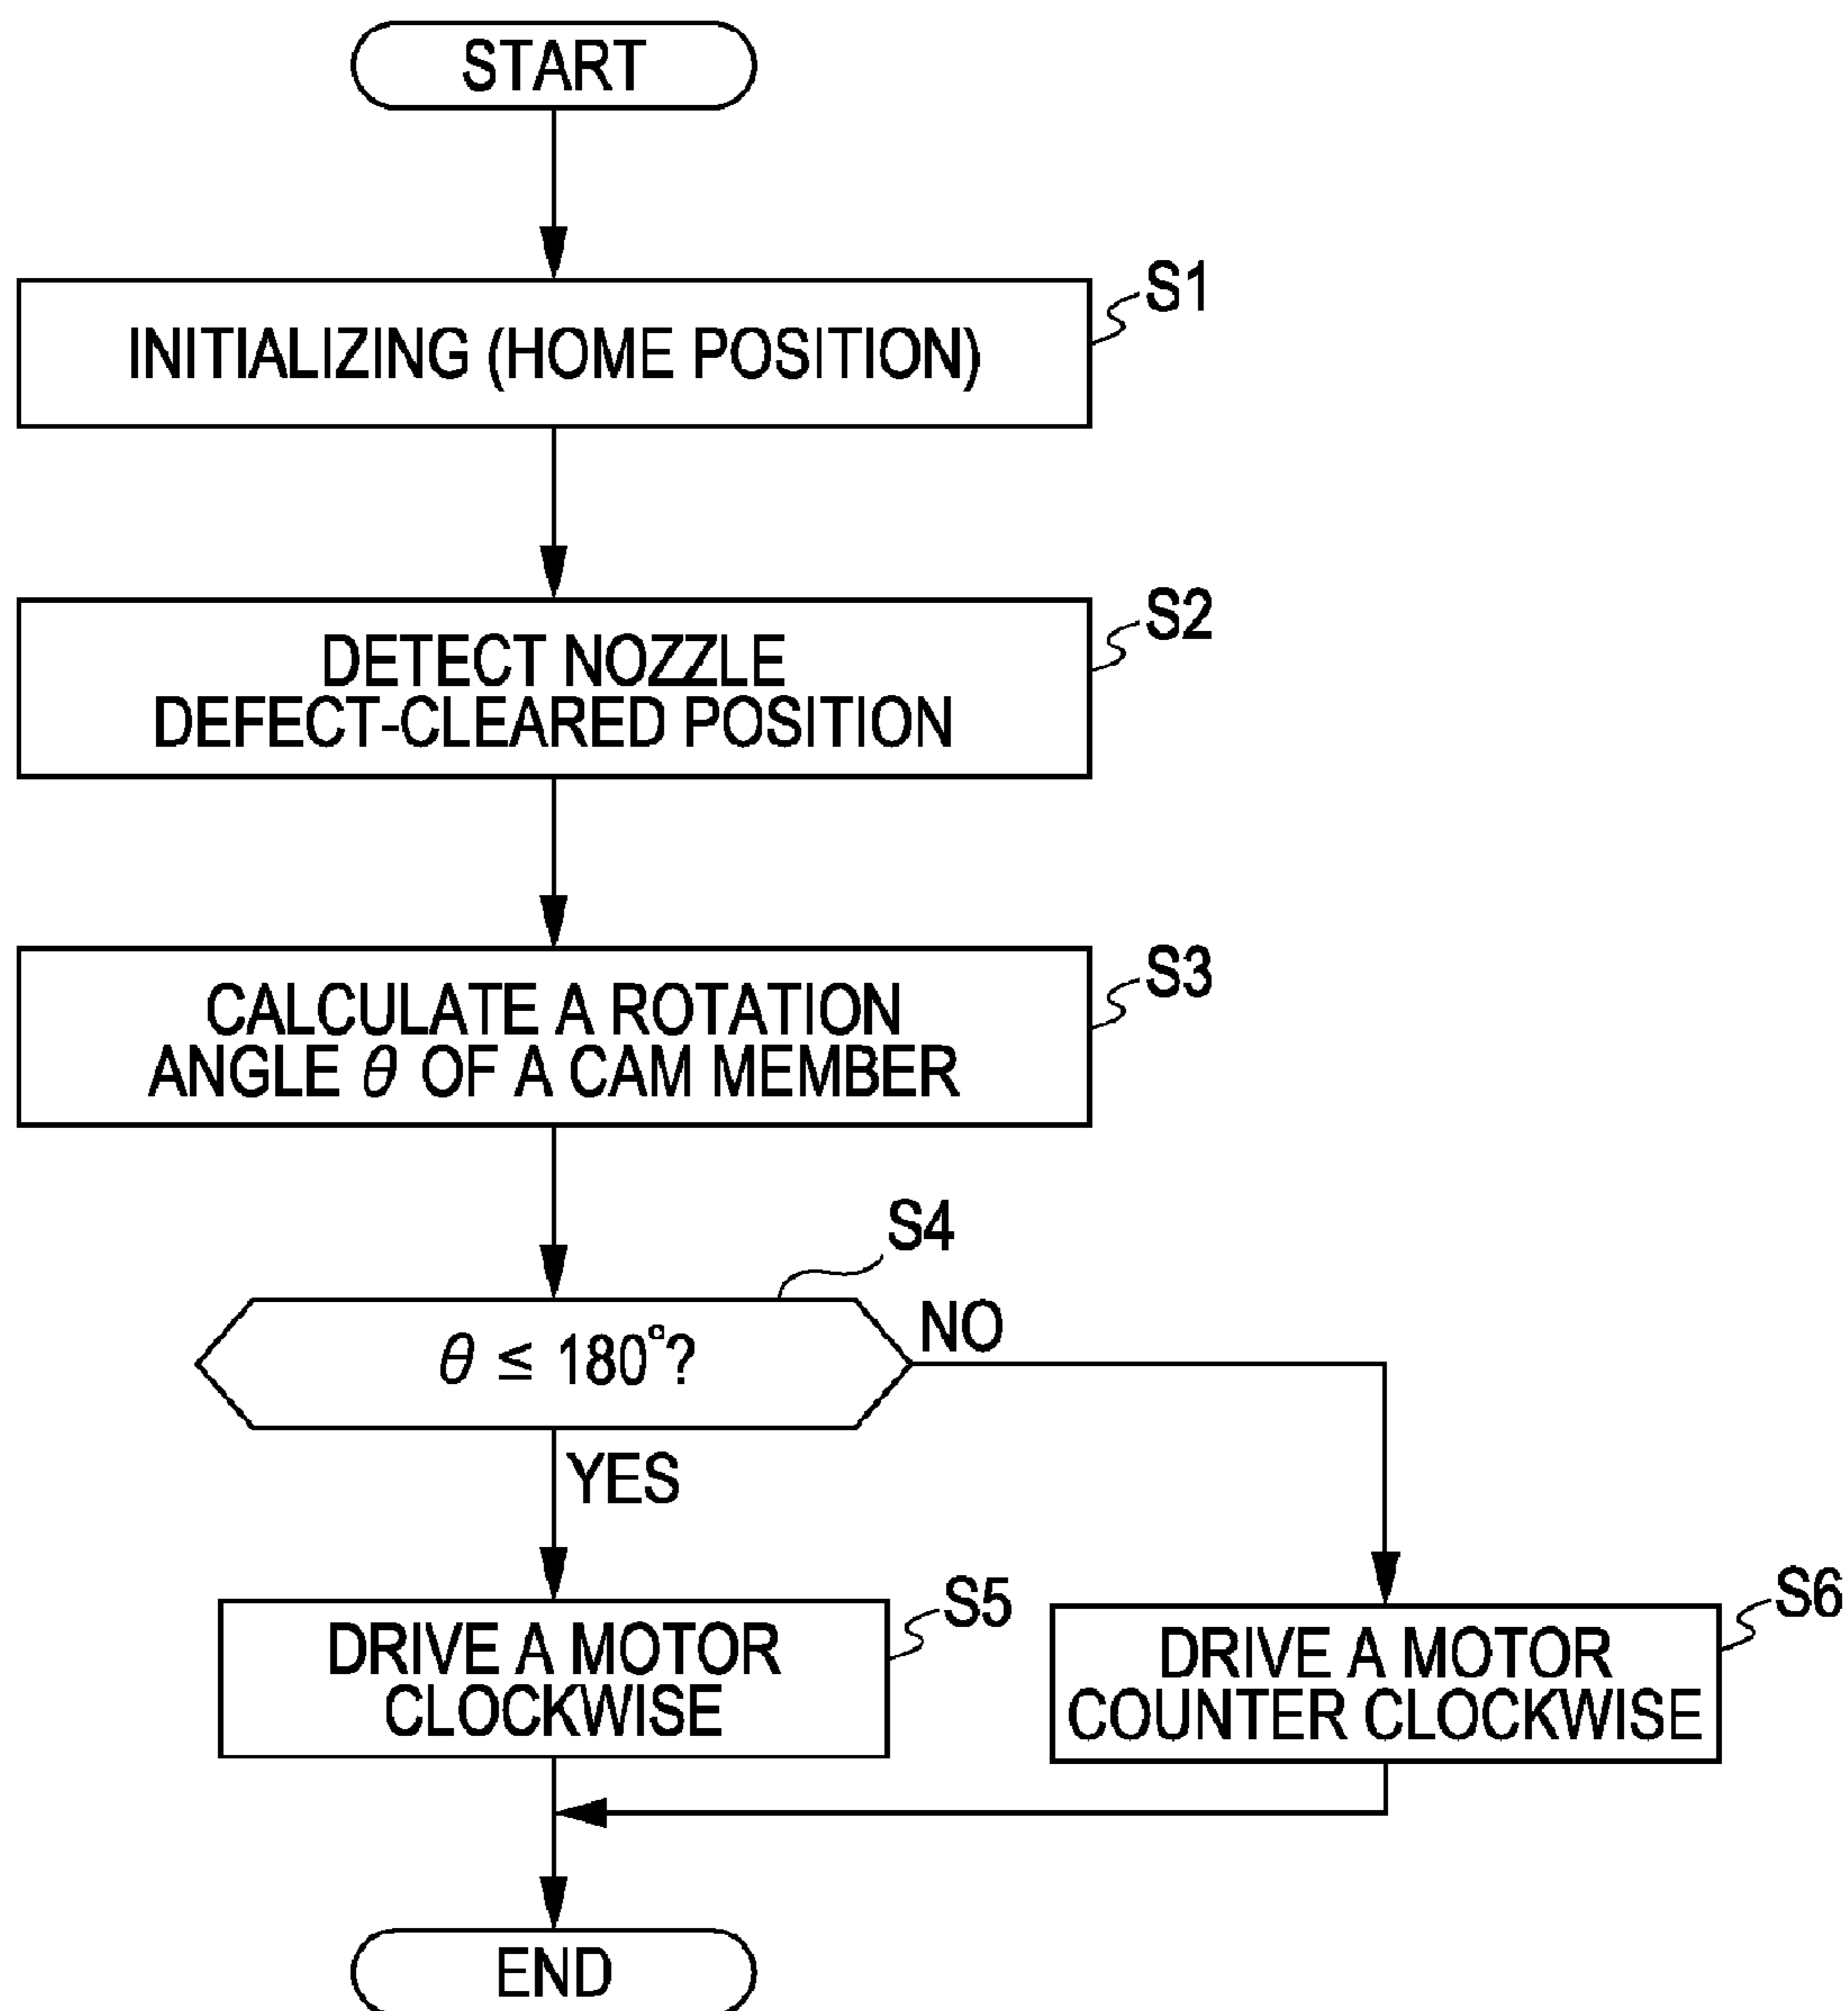 START
S1
INITIALIZING (HOME POSITION)
S2
DETECT NOZZLE
DEFECT-CLEARED POSITION
S3
CALCULATE A ROTATION
ANGLE θ OF A CAM MEMBER
S4
θ ≤ 180°?
NO
YES
S5
DRIVE A MOTOR
CLOCKWISE
S6
DRIVE A MOTOR
COUNTER CLOCKWISE
END